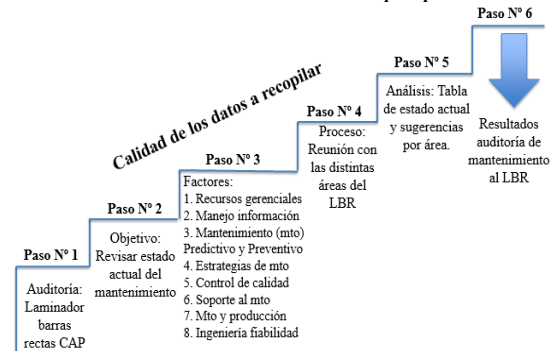 Calidad de los datos a recopilar
Paso Nº 1
Auditoría:
Laminador
barras
rectas CAP
Paso Nº 2
Objetivo:
Revisar estado
actual del
mantenimiento
Paso Nº 3
Factores:
1. Recursos gerenciales
2. Manejo información
3. Mantenimiento (mto)
Predictivo y Preventivo
4. Estrategias de mto
5. Control de calidad
6. Soporte al mto
7. Mto y producción
8. Ingeniería fiabilidad
Paso Nº 4
Proceso:
Reunión con
las distintas
áreas del
LBR
Paso Nº 5
Análisis: Tabla
de estado actual
y sugerencias
por área.
Paso Nº 6
Resultados
auditoría de
mantenimiento
al LBR